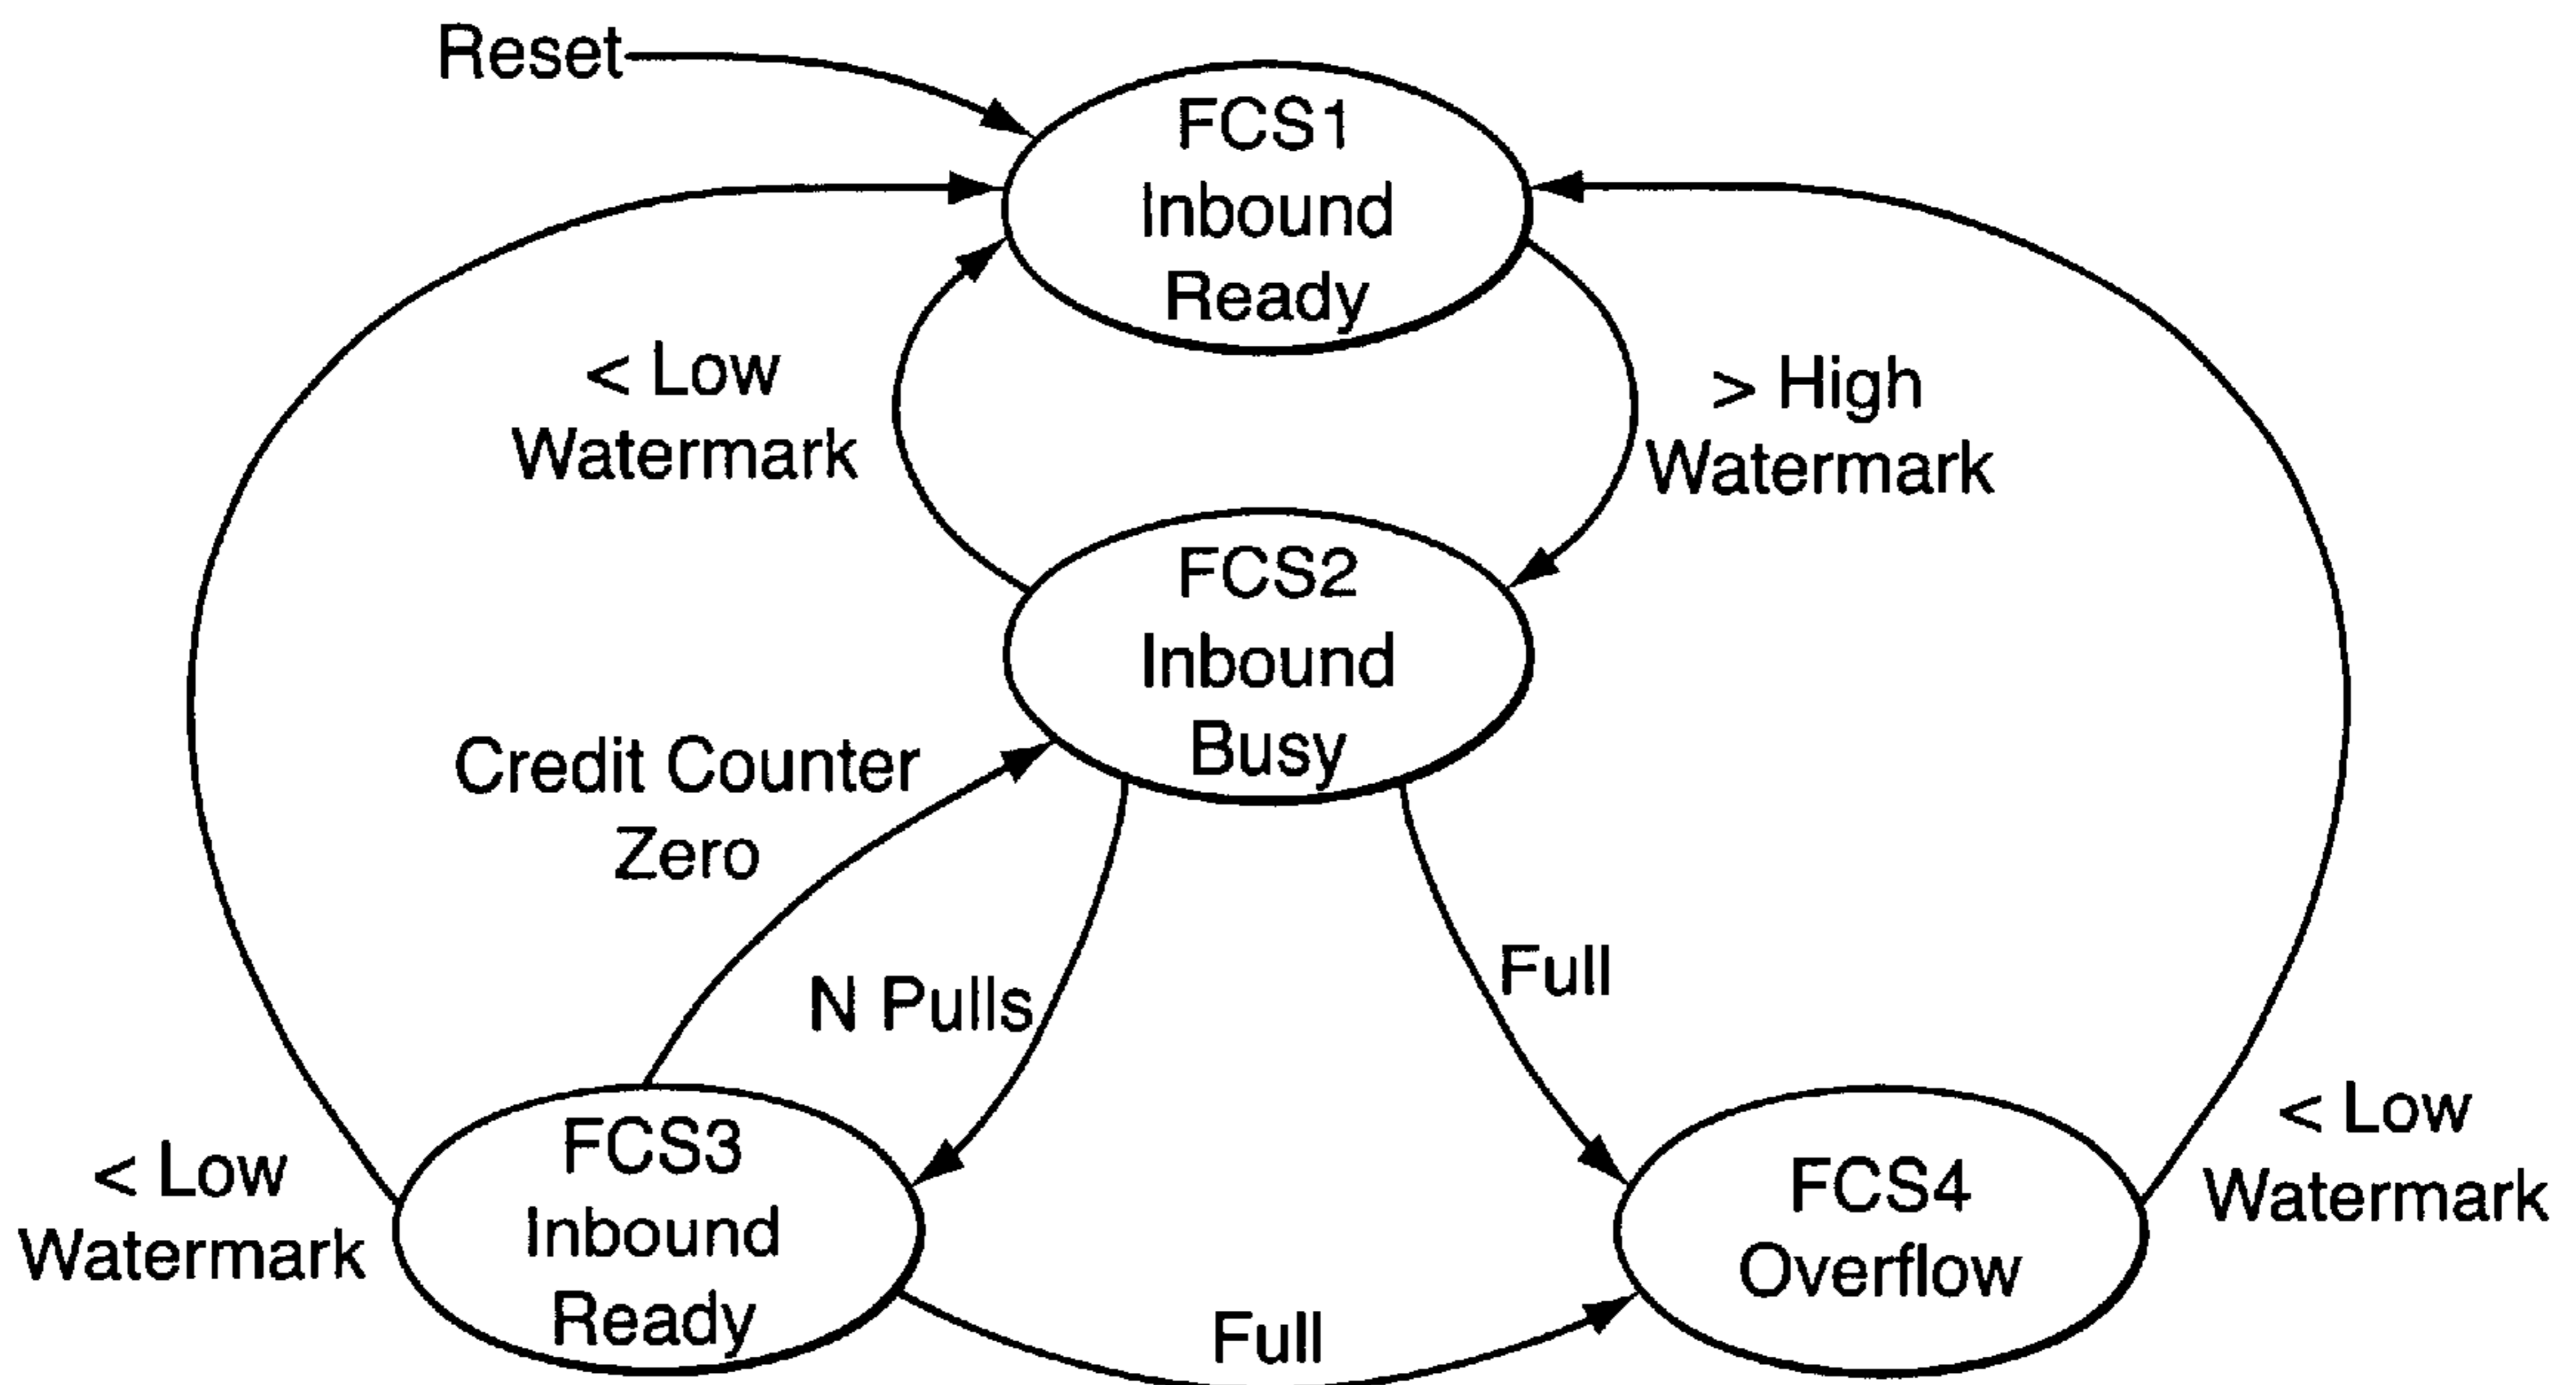 Reset
FCS1
Inbound
Ready
< Low
Watermark
> High
Watermark
FCS2
Inbound
Busy
Credit Counter
Zero
N Pulls
Full
FCS3
Inbound
Ready
< Low
Watermark
FCS4
Overflow
< Low
Watermark
Full